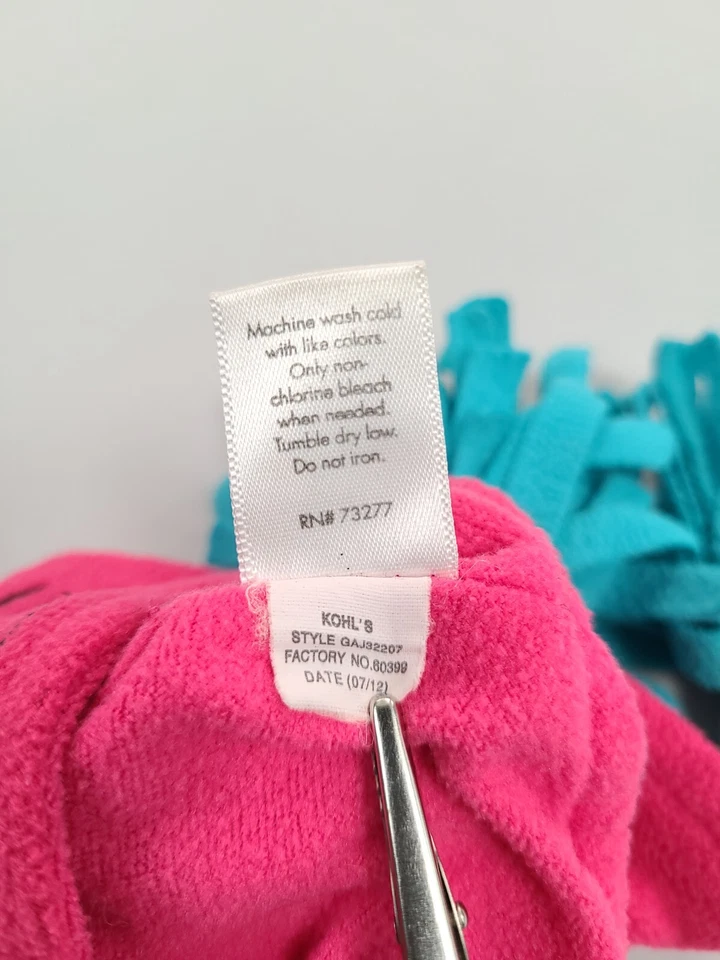 Machine wash cold
with like colors.
Only non-
chlorine bleach
when needed.
Tumble dry low.
Do not iron.
RN# 73277
KOHL'S
STYLE GAJ32207
FACTORY NO.60399
DATE (07/12)